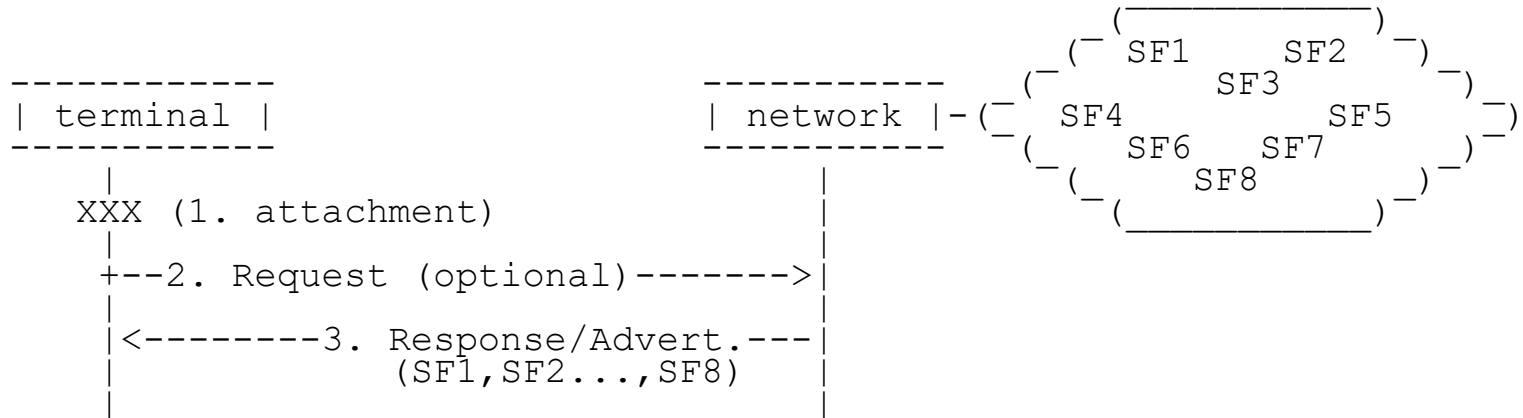 SF1 SF2
SF3
| terminal | | network |-( SF4 SF5 )
SF6 SF7
SF8
XXX (1. attachment)
+--2. Request (optional)------->|
|<--------3. Response/Advert.---|
(SF1,SF2...,SF8)